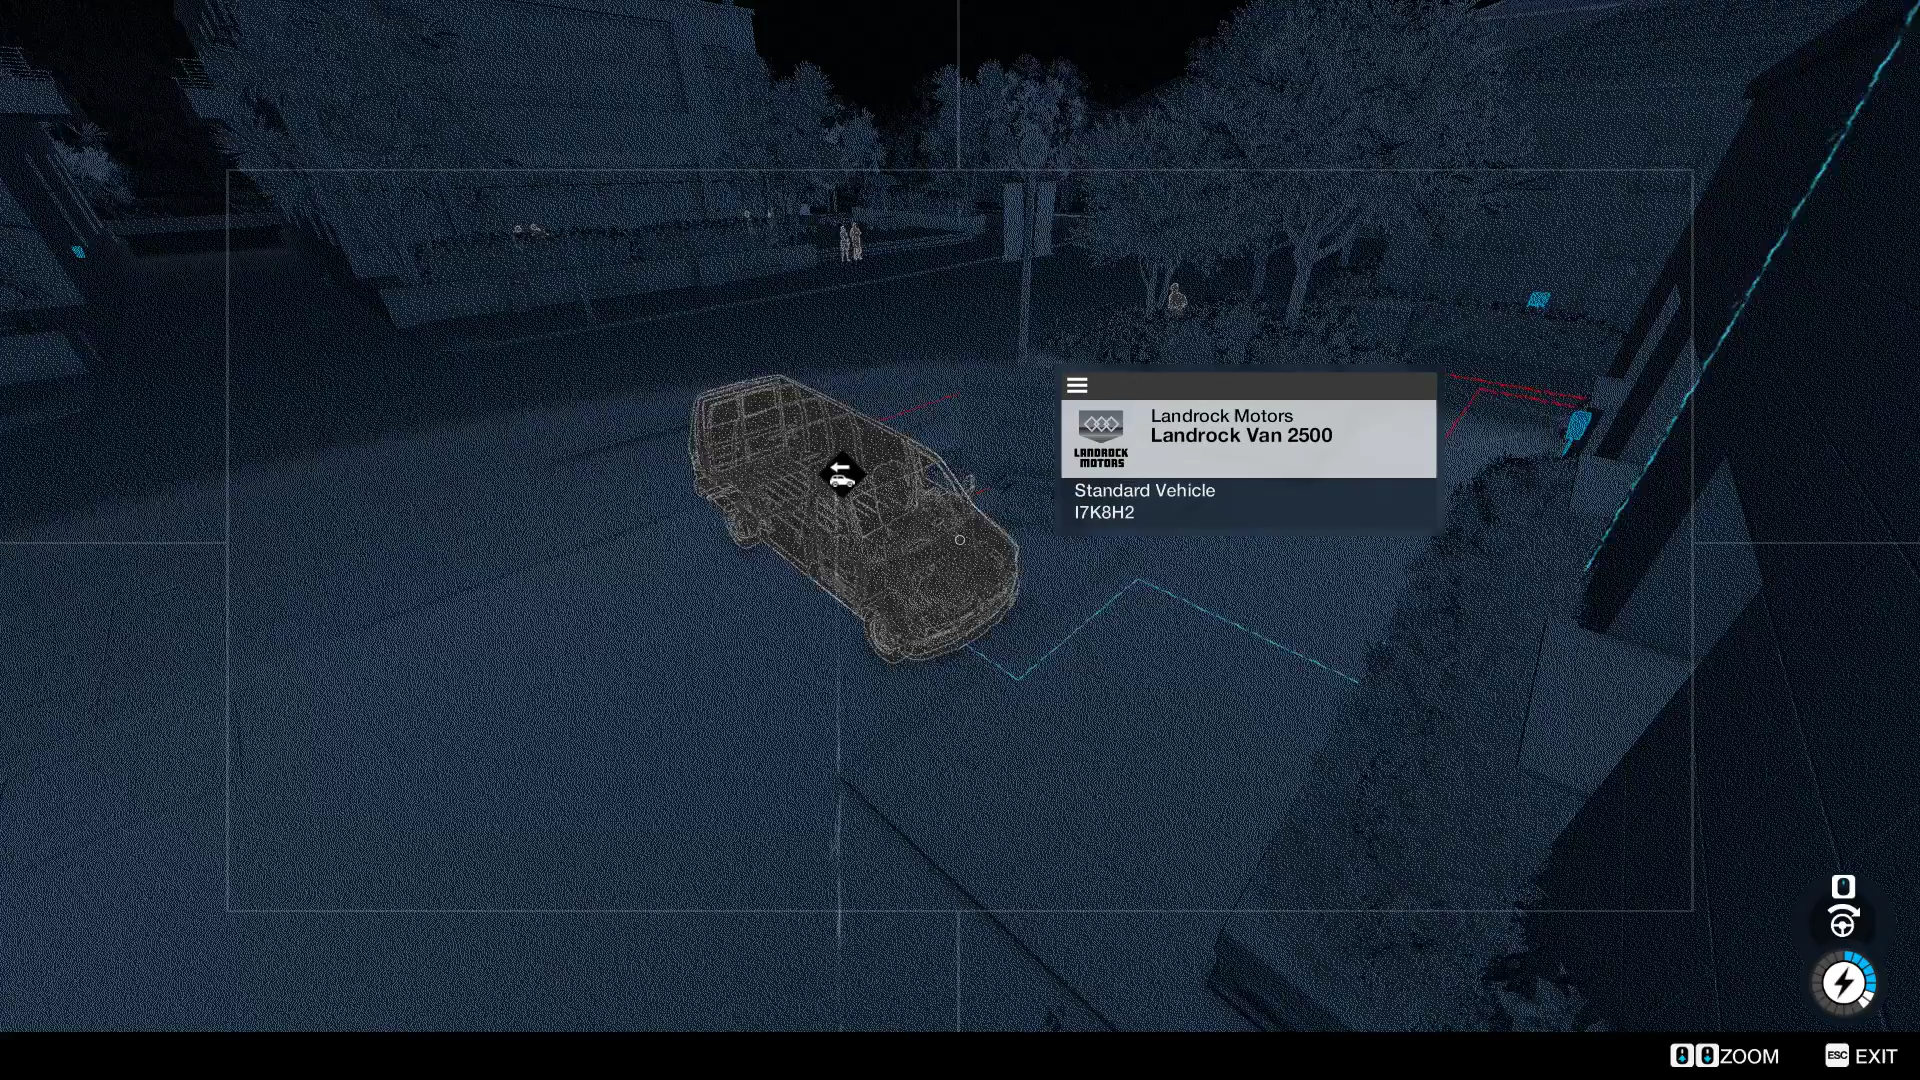 Landrock Motors
Landrock Van 2500
LANDROCK
MOTORS
Standard Vehicle
I7K8H2
ZOOM
ESC EXIT